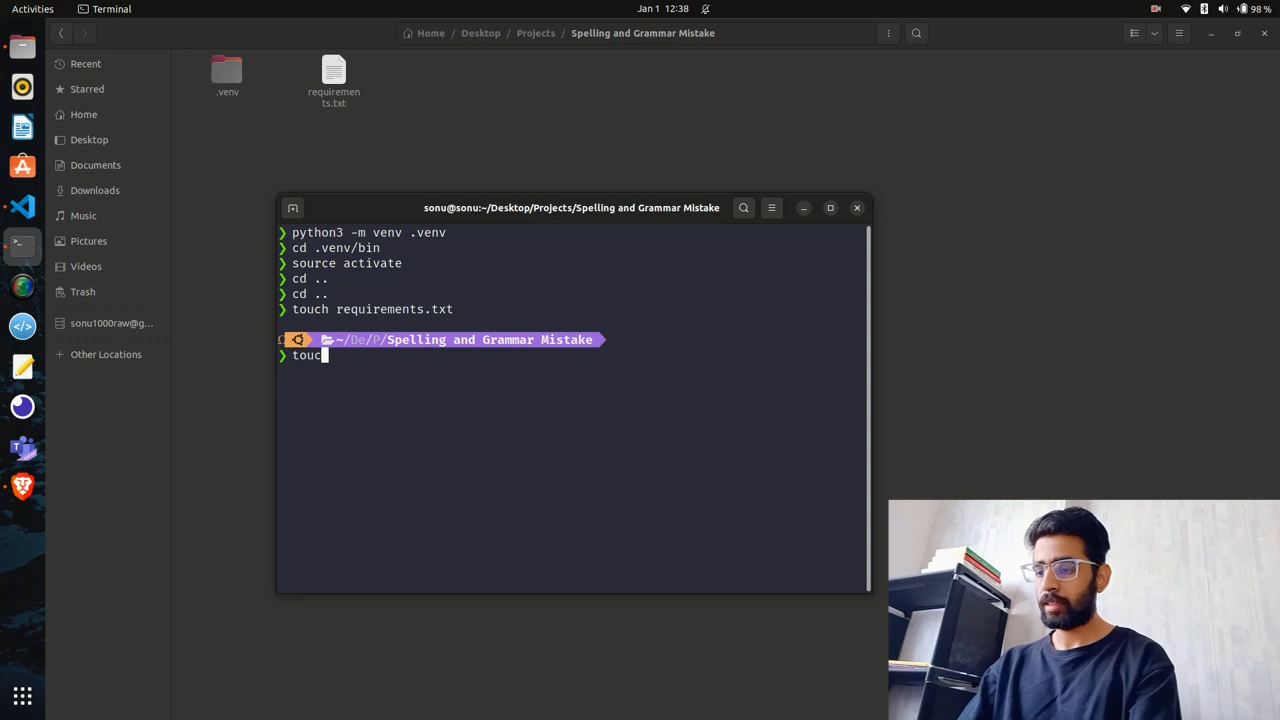 Activities
Terminal
Jan 1 12:38
98 %
Home
Desktop
Projects
Spelling and Grammar Mistake
Recent
Starred
Home
Desktop
Documents
Downloads
Music
Pictures
Videos
Trash
sonu1000raw@g...
Other Locations
.venv
requiremen
ts.txt
sonu@sonu:~/Desktop/Projects/Spelling and Grammar Mistake
❯ python3 -m venv .venv
❯ cd .venv/bin
❯ source activate
❯ cd ..
❯ cd ..
❯ touch requirements.txt
~/De/P/Spelling and Grammar Mistake
❯ touc